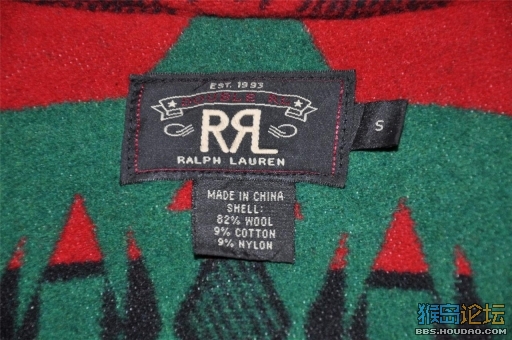 EST. 1993
RRL
RALPH LAUREN
S
MADE IN CHINA
SHELL:
82% WOOL
9% COTTON
9% NYLON
猴岛论坛
BBS.HOUDAO.COM